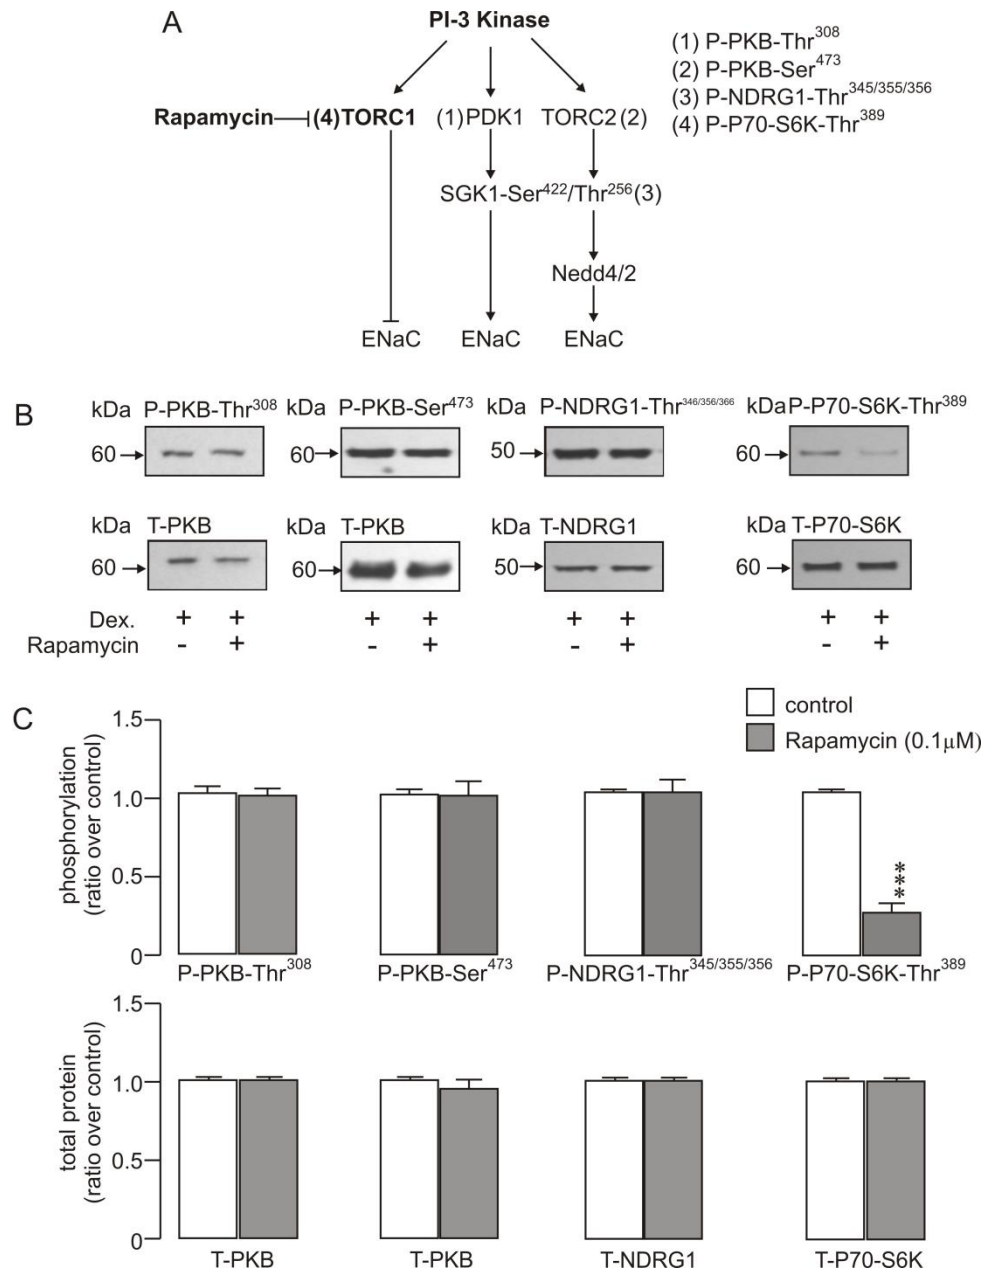 A
PI-3 Kinase
(1) P-PKB-Thr308
(2) P-PKB-Ser473
(3) P-NDRG1-Thr345/355/356
(4) P-P70-S6K-Thr389
Rapamycin (4)TORC1 (1)PDK1 TORC2(2)
SGK1-Ser422/Thr256(3)
Nedd4/2
ENaC ENaC ENaC
B
kDa P-PKB-Thr308 kDa P-PKB-Ser473 kDa P-NDRG1-Thr346/356/366 kDa P-P70-S6K-Thr389
60 60 50 60
kDa T-PKB kDa T-PKB kDa T-NDRG1 kDa T-P70-S6K
60 60 50 60
Dex. + + + + + + + +
Rapamycin - + - + - + - +
C
control
Rapamycin (0.1μM)
phosphorylation
(ratio over control)
1.5
1.0
0.5
0
***
P-PKB-Thr308 P-PKB-Ser473 P-NDRG1-Thr345/355/356 P-P70-S6K-Thr389
total protein
(ratio over control)
1.5
1.0
0.5
0
T-PKB T-PKB T-NDRG1 T-P70-S6K